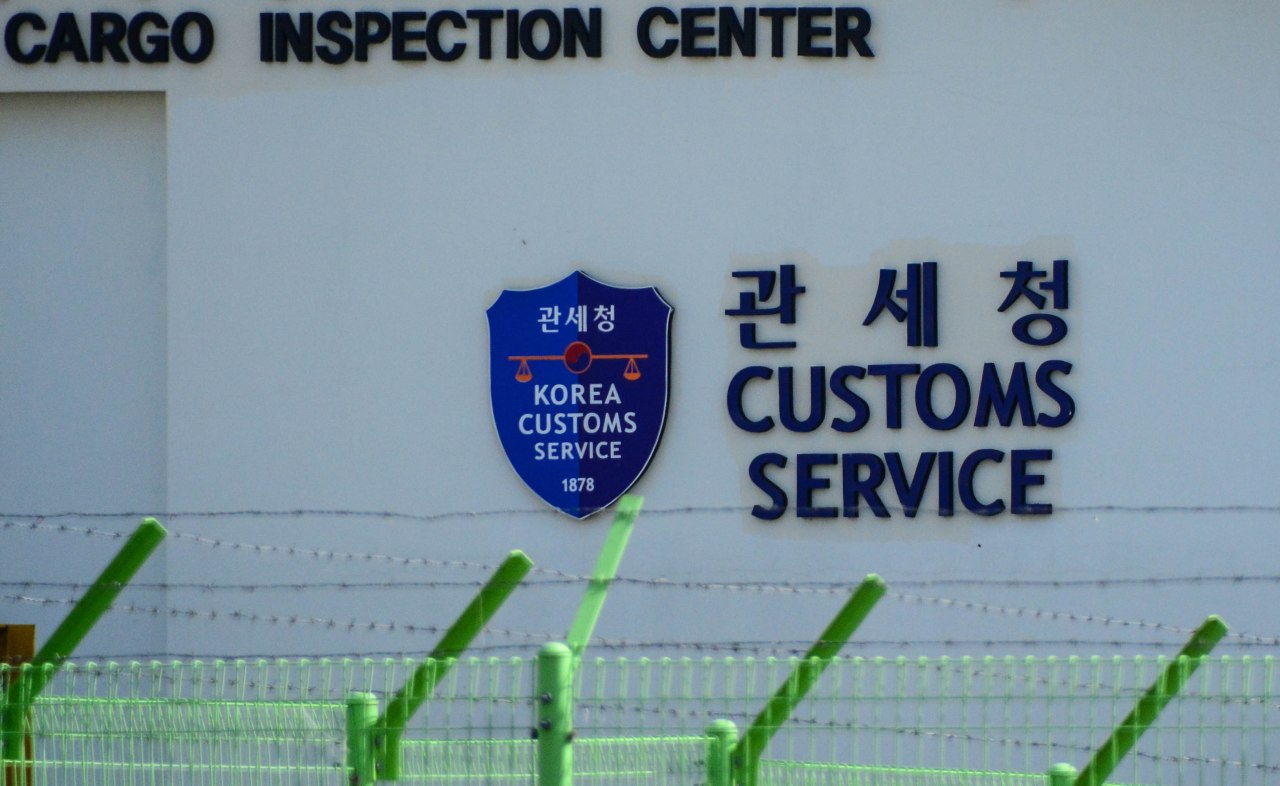 CARGO INSPECTION CENTER
관세청
KOREA
CUSTOMS
SERVICE
1878
관 세 청
CUSTOMS
SERVICE